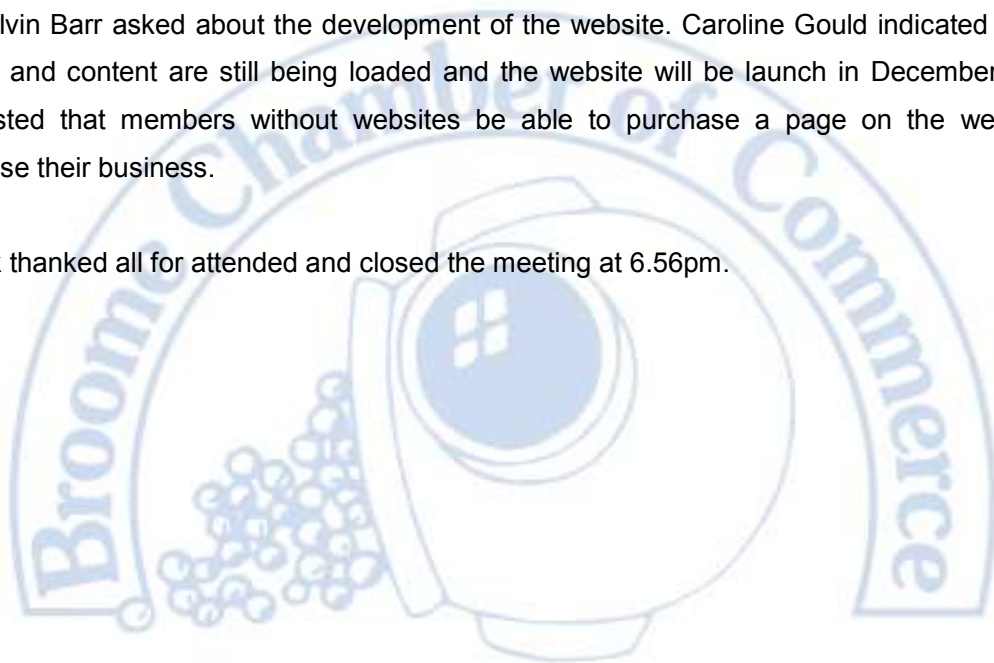 lvin Barr asked about the development of the website. Caroline Gould indicated
and content are still being loaded and the website will be launch in December
sted that members without websites be able to purchase a page on the we
se their business.
thanked all for attended and closed the meeting at 6.56pm.
Broome Chamber of Commerce